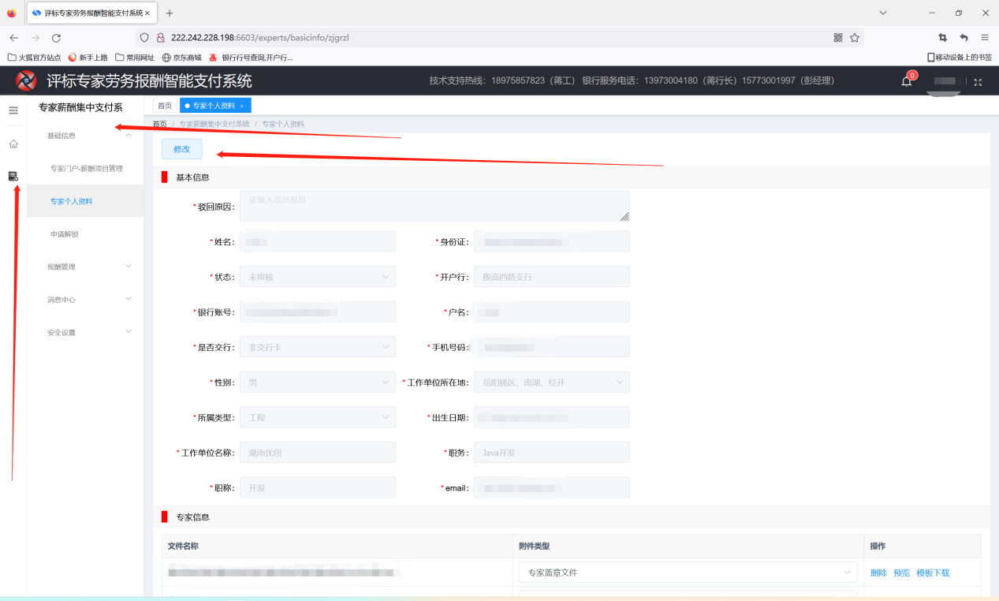 评标专家劳务报酬智能支付系统 ×
222.242.228.198:6603/experts/basicinfo/zjgrzl
火狐官方站点 新手上路 常用网址 京东商城 银行行号查询,开户行... 移动设备上的书签
评标专家劳务报酬智能支付系统 技术支持热线：18975857823（蒋工） 银行服务电话：13973004180（蒋行长）15773001997（彭经理） 0
专家薪酬集中支付系
基础信息
专家门户-薪酬项目管理
专家个人资料
申请解锁
报酬管理
消息中心
安全设置
首页 专家个人资料 ×
首页 / 专家薪酬集中支付系统 / 专家个人资料
修改
基本信息
*驳回原因： 请输入驳回原因
*姓名： *身份证：
*状态： 未审核 *开户行： 殷高西路支行
*银行账号： *户名：
*是否交行： 非交行卡 *手机号码：
*性别： 男 *工作单位所在地： 岳阳楼区、南湖、经开
*所属类型： 工程 *出生日期：
*工作单位名称： 湖南优创 *职务： Java开发
*职称： 开发 *email：
专家信息
文件名称 附件类型 操作
专家盖章文件 删除 预览 模板下载